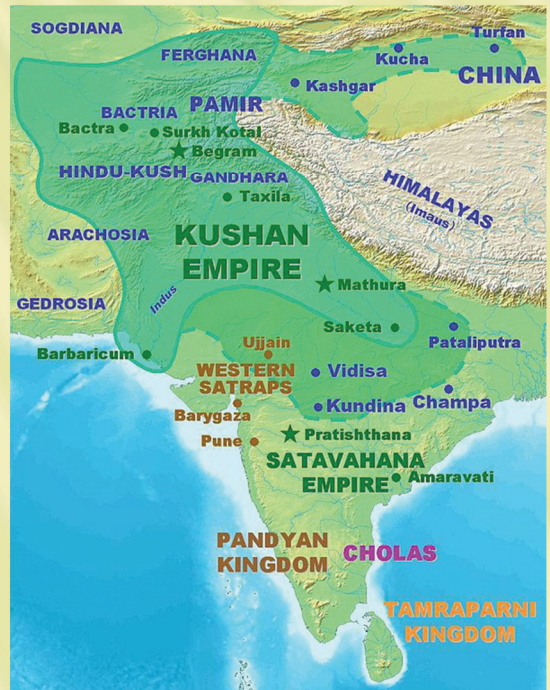 SOGDIANA
Turfan
FERGHANA
Kucha
CHINA
Kashgar
PAMIR
BACTRIA
Bactra
Surkh Kotal
Begram
HINDU-KUSH
GANDHARA
HIMALAYAS
(Imaus)
Taxila
ARACHOSIA
KUSHAN
EMPIRE
Mathura
GEDROSIA
Indus
Saketa
Pataliputra
Ujjain
Barbaricum
WESTERN
SATRAPS
Vidisa
Barygaza
Kundina
Champa
Pune
Pratishthana
SATAVAHANA
EMPIRE
Amaravati
PANDYAN
KINGDOM
CHOLAS
TAMRAPARNI
KINGDOM